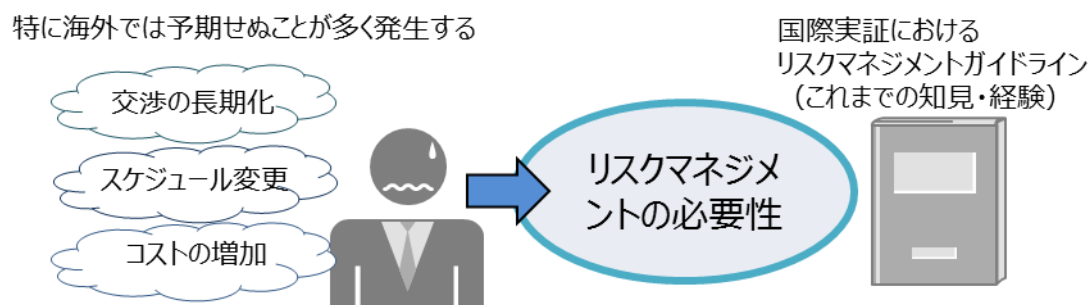 特に海外では予期せぬことが多く発生する
交渉の長期化
スケジュール変更
コストの増加
リスクマネジメ
ントの必要性
国際実証における
リスクマネジメントガイドライン
（これまでの知見・経験）